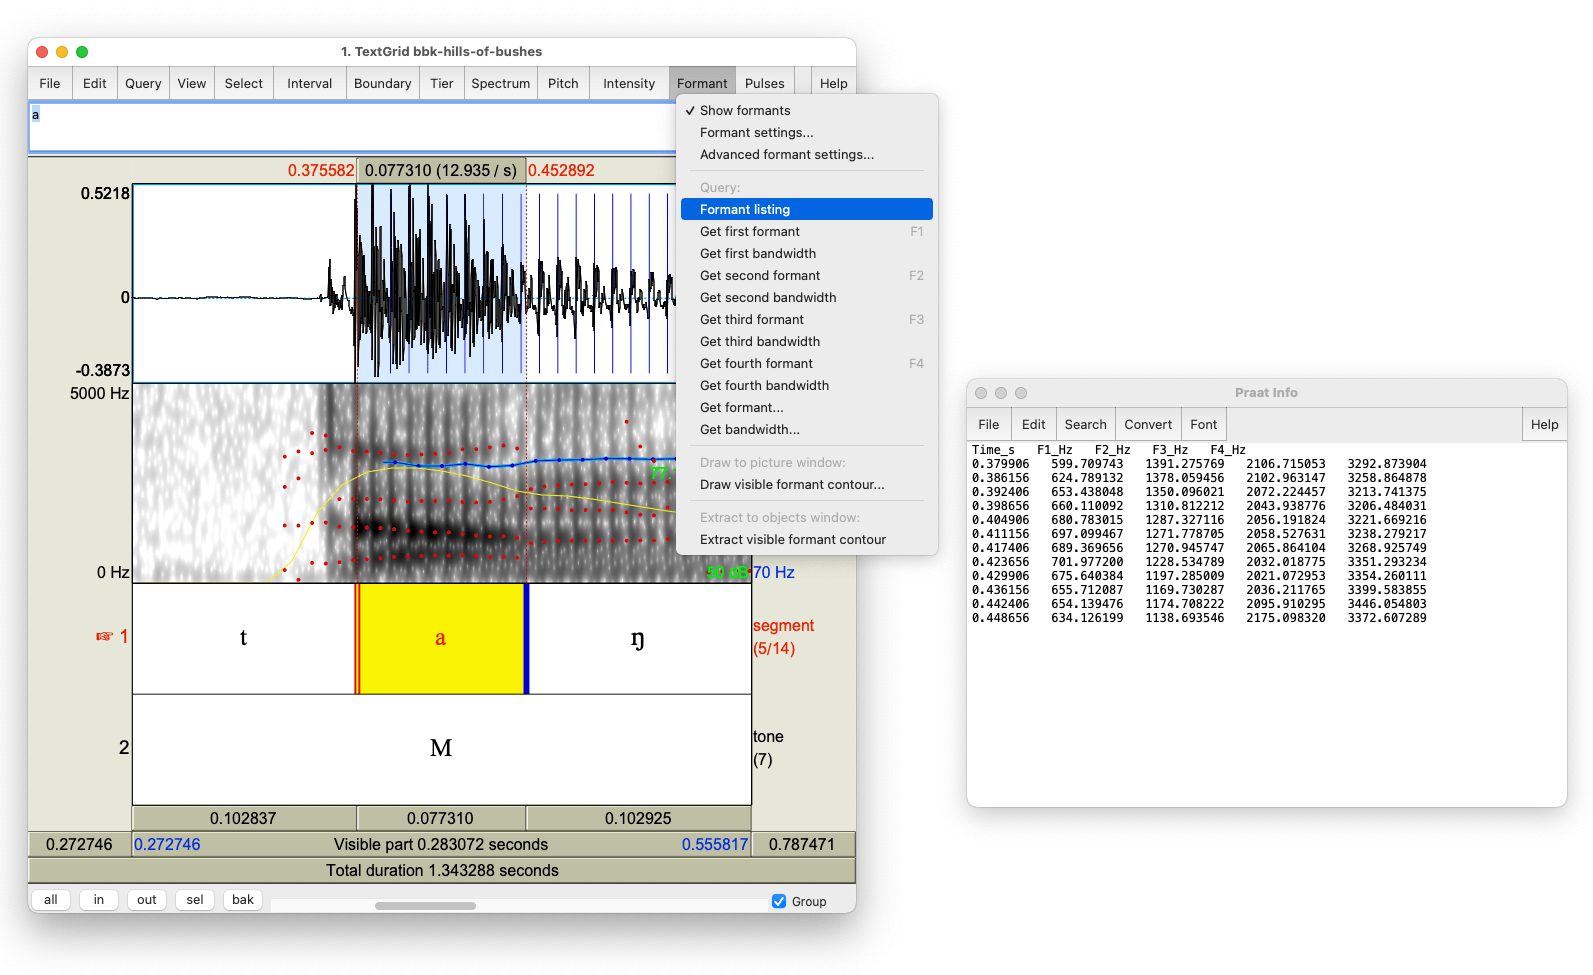 1. TextGrid bbk-hills-of-bushes
File Edit Query View Select Interval Boundary Tier Spectrum Pitch Intensity Formant Pulses Help
a
Show formants
Formant settings...
Advanced formant settings...
Query:
Formant listing
Get first formant F1
Get first bandwidth
Get second formant F2
Get second bandwidth
Get third formant F3
Get third bandwidth
Get fourth formant F4
Get fourth bandwidth
Get formant...
Get bandwidth...
Draw to picture window:
Draw visible formant contour...
Extract to objects window:
Extract visible formant contour
0.375582 0.077310 (12.935 / s) 0.452892
0.5218
0
-0.3873
5000 Hz
77.
0 Hz 50 dB 70 Hz
☞ 1 t a ŋ segment
(5/14)
2 M tone
(7)
0.102837 0.077310 0.102925
0.272746 0.272746 Visible part 0.283072 seconds 0.555817 0.787471
Total duration 1.343288 seconds
all in out sel bak Group
Praat Info
File Edit Search Convert Font Help
Time_s F1_Hz F2_Hz F3_Hz F4_Hz
0.379906 599.709743 1391.275769 2106.715053 3292.873904
0.386156 624.789132 1378.059456 2102.963147 3258.864878
0.392406 653.438048 1350.096021 2072.224457 3213.741375
0.398656 660.110092 1310.812212 2043.938776 3206.484031
0.404906 680.783015 1287.327116 2056.191824 3221.669216
0.411156 697.099467 1271.778705 2058.527631 3238.279217
0.417406 689.369656 1270.945747 2065.864104 3268.925749
0.423656 701.977200 1228.534789 2032.018775 3351.293234
0.429906 675.640384 1197.285009 2021.072953 3354.260111
0.436156 655.712087 1169.730287 2036.211765 3399.583855
0.442406 654.139476 1174.708222 2095.910295 3446.054803
0.448656 634.126199 1138.693546 2175.098320 3372.607289